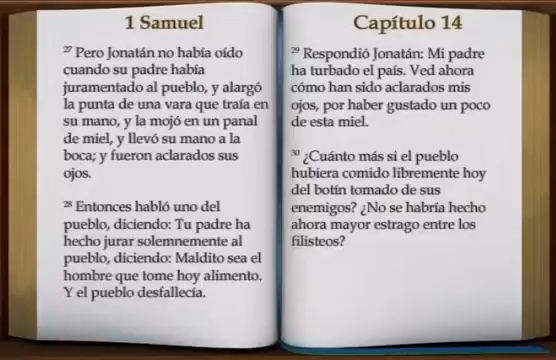 1 Samuel
²⁷ Pero Jonatán no había oído
cuando su padre había
juramentado al pueblo, y alargó
la punta de una vara que traía en
su mano, y la mojó en un panal
de miel, y llevó su mano a la
boca; y fueron aclarados sus
ojos.
²⁸ Entonces habló uno del
pueblo, diciendo: Tu padre ha
hecho jurar solemnemente al
pueblo, diciendo: Maldito sea el
hombre que tome hoy alimento.
Y el pueblo desfallecía.
Capítulo 14
²⁹ Respondió Jonatán: Mi padre
ha turbado el país. Ved ahora
cómo han sido aclarados mis
ojos, por haber gustado un poco
de esta miel.
³⁰ ¿Cuánto más si el pueblo
hubiera comido libremente hoy
del botín tomado de sus
enemigos? ¿No se habría hecho
ahora mayor estrago entre los
filisteos?